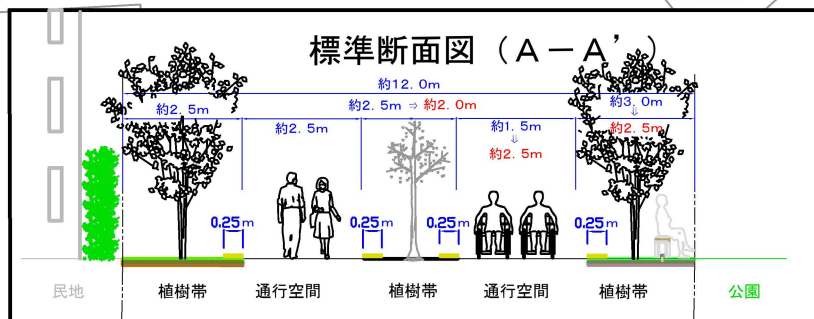 標準断面図（A－A’）
約12.0m
約2.5m
約2.5m ⇒ 約2.0m
約3.0m
⇓
約2.5m
約2.5m
約1.5m
⇓
約2.5m
0.25m
0.25m
0.25m
0.25m
民地
植樹帯
通行空間
植樹帯
通行空間
植樹帯
公園